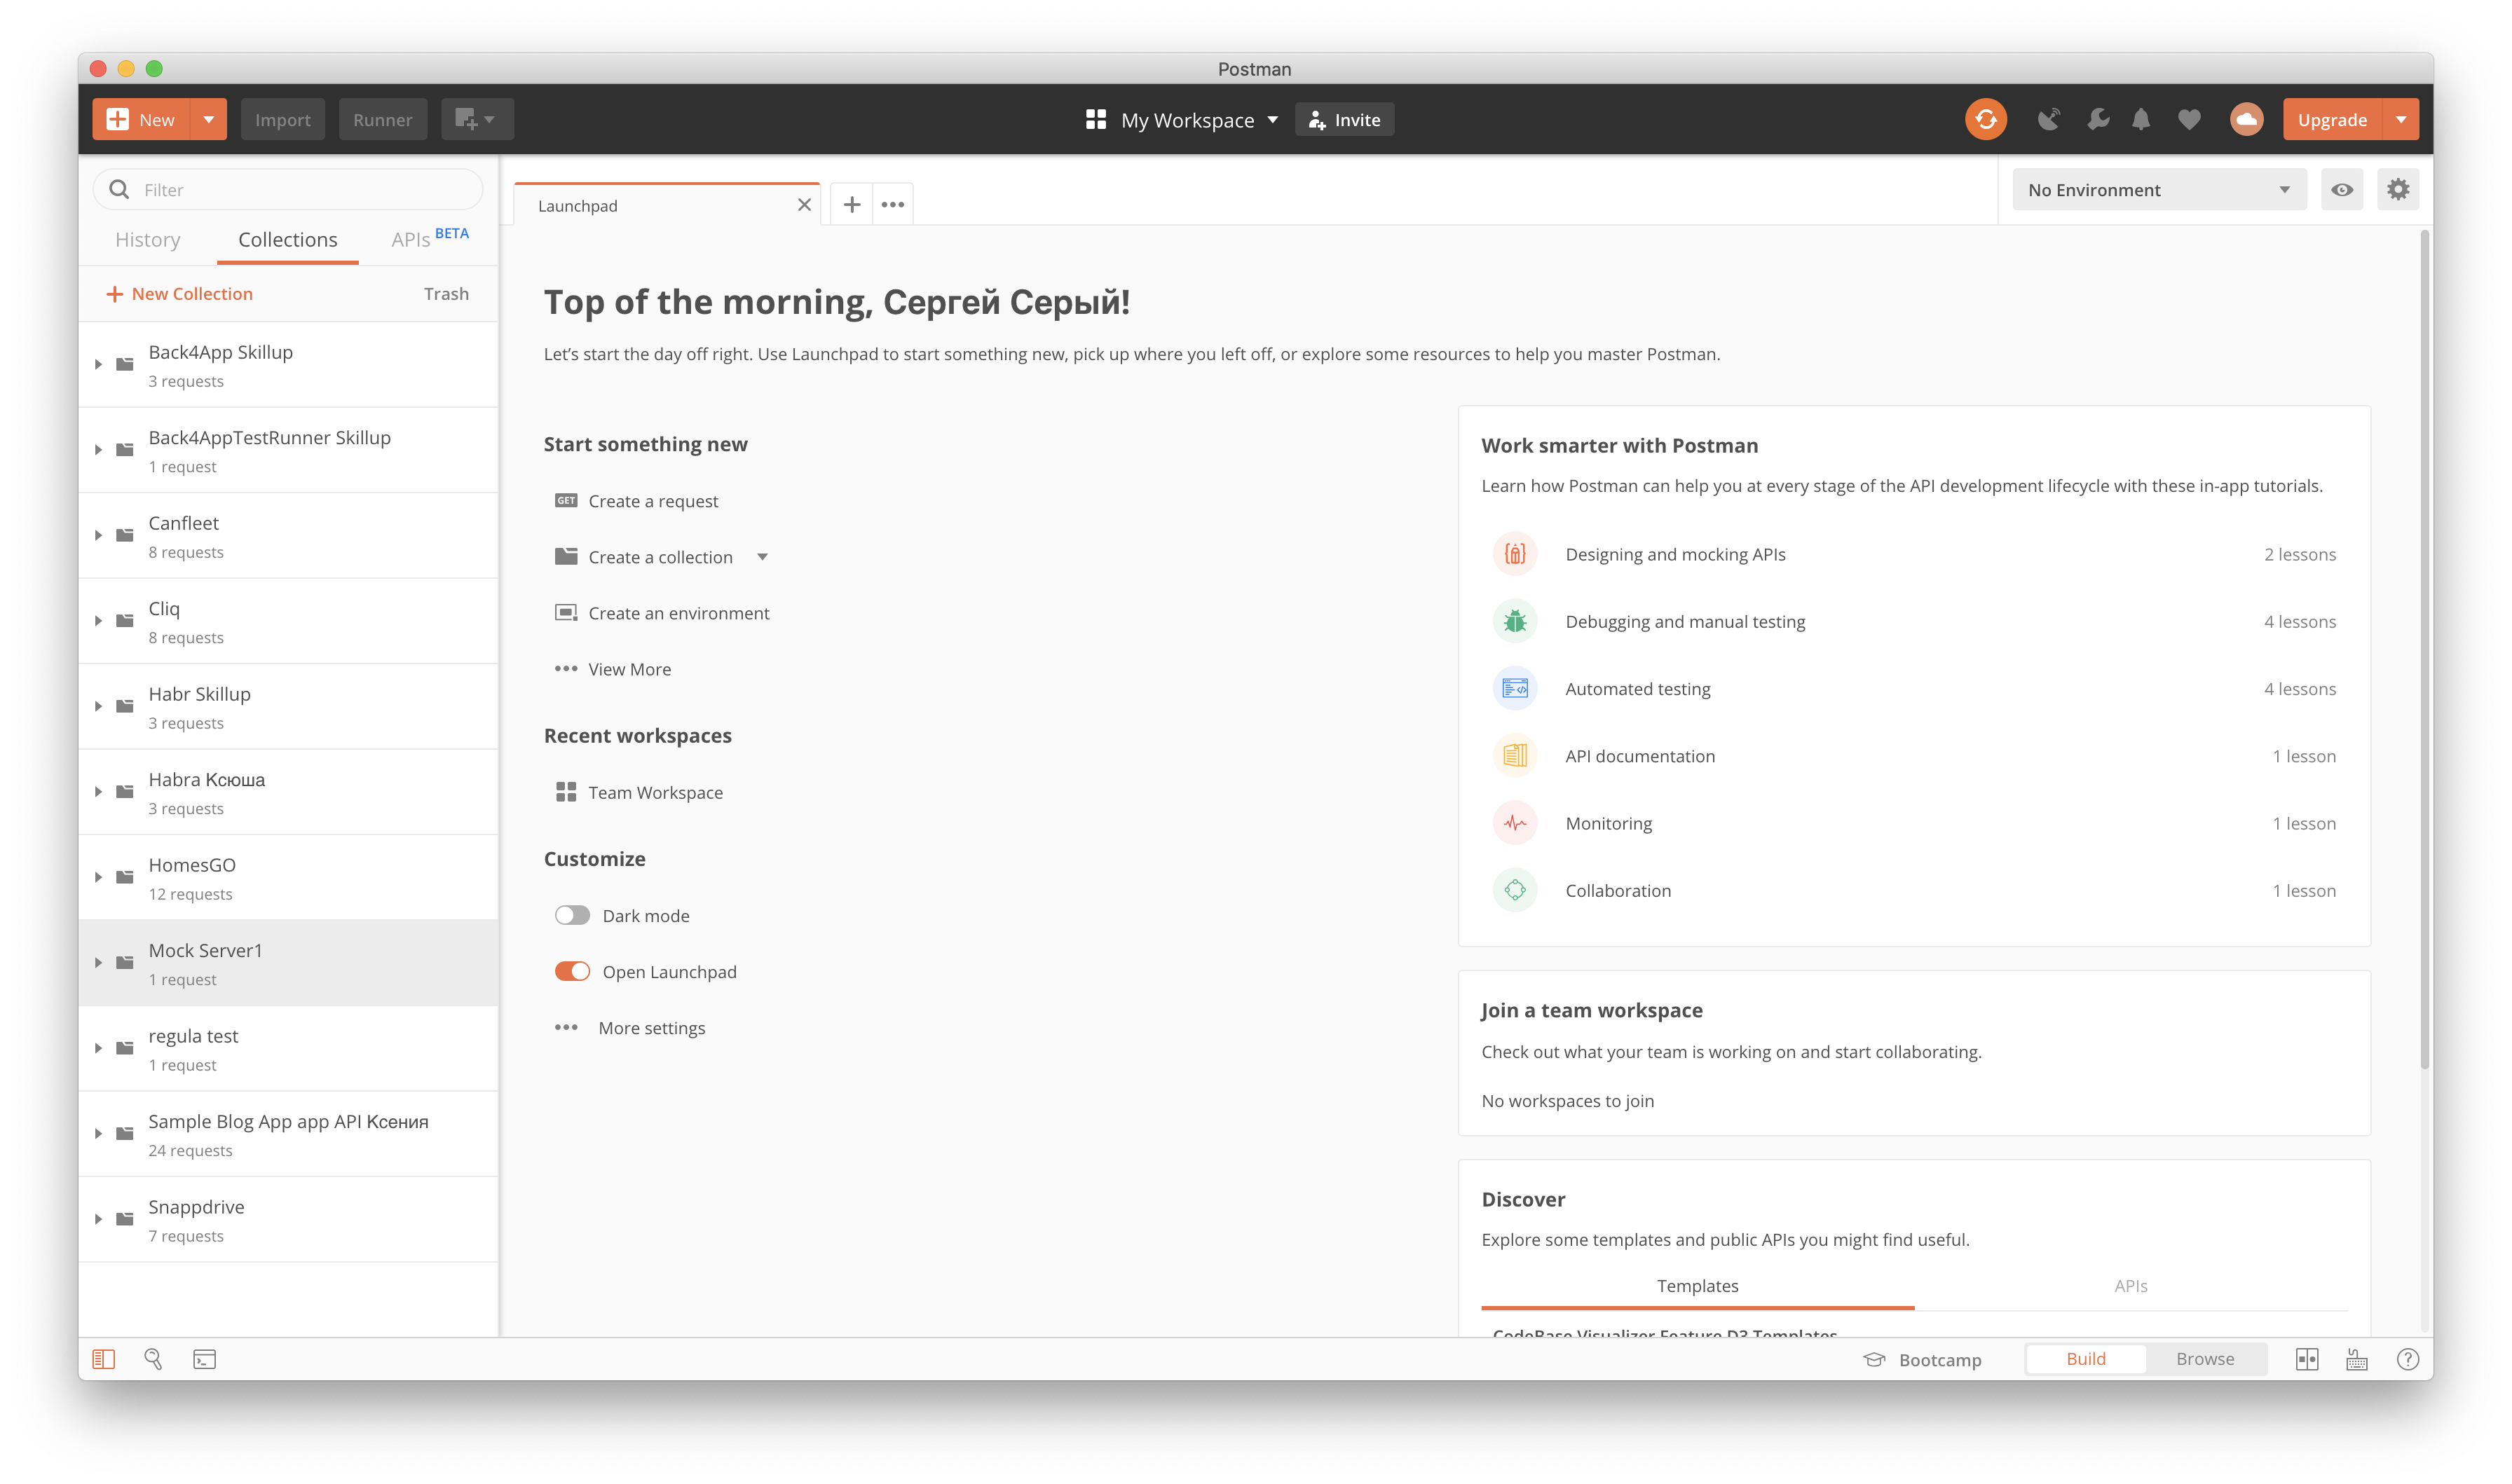 Postman
New
Import
Runner
My Workspace
Invite
Upgrade
Filter
History
Collections
APIs BETA
New Collection
Trash
Back4App Skillup
3 requests
Back4AppTestRunner Skillup
1 request
Canfleet
8 requests
Cliq
8 requests
Habr Skillup
3 requests
Habra Ксюша
3 requests
HomesGO
12 requests
Mock Server1
1 request
regula test
1 request
Sample Blog App app API Ксения
24 requests
Snappdrive
7 requests
Launchpad
No Environment
Top of the morning, Сергей Серый!
Let’s start the day off right. Use Launchpad to start something new, pick up where you left off, or explore some resources to help you master Postman.
Start something new
GET Create a request
Create a collection
Create an environment
View More
Recent workspaces
Team Workspace
Customize
Dark mode
Open Launchpad
More settings
Work smarter with Postman
Learn how Postman can help you at every stage of the API development lifecycle with these in-app tutorials.
Designing and mocking APIs 2 lessons
Debugging and manual testing 4 lessons
Automated testing 4 lessons
API documentation 1 lesson
Monitoring 1 lesson
Collaboration 1 lesson
Join a team workspace
Check out what your team is working on and start collaborating.
No workspaces to join
Discover
Explore some templates and public APIs you might find useful.
Templates
APIs
CodeBase Visualizer Feature D3 Templates
Bootcamp
Build
Browse